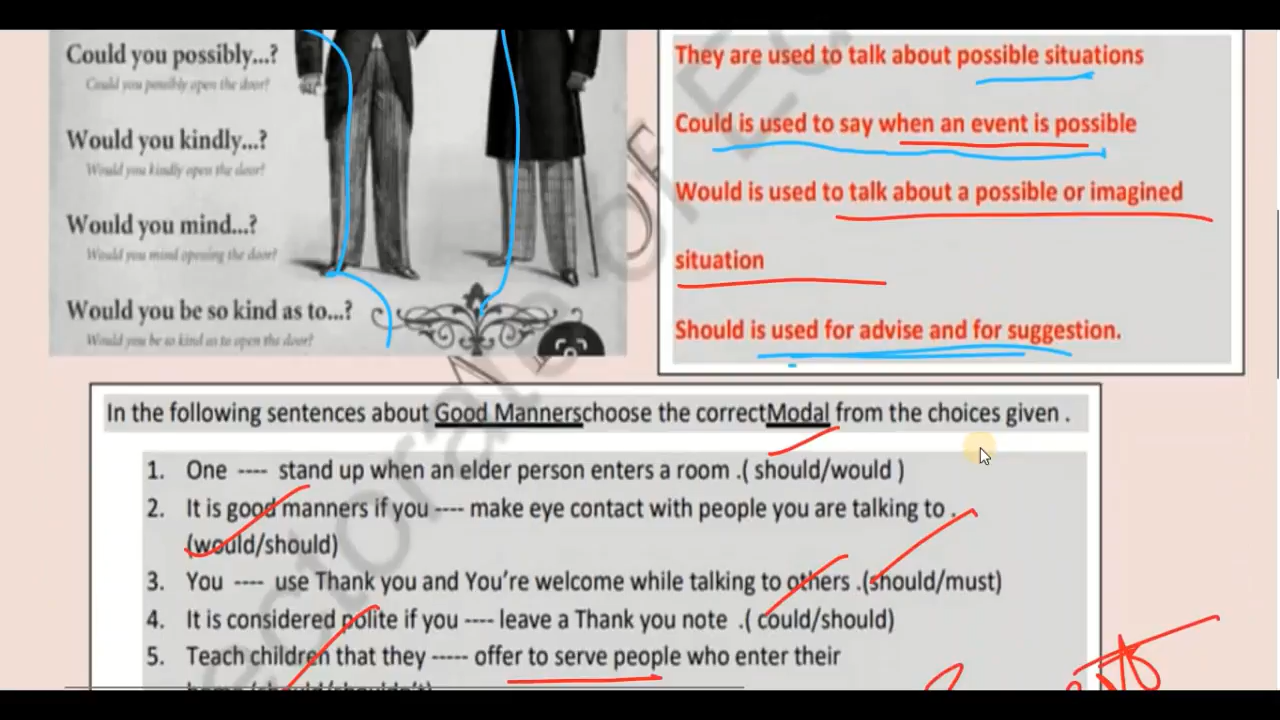 Could you possibly...?
Could you possibly open the door?
Would you kindly...?
Would you kindly open the door?
Would you mind...?
Would you mind opening the door?
Would you be so kind as to...?
Would you be so kind as to open the door?
They are used to talk about possible situations
Could is used to say when an event is possible
Would is used to talk about a possible or imagined
situation
Should is used for advise and for suggestion.
In the following sentences about Good Mannerschoose the correctModal from the choices given .
1. One ---- stand up when an elder person enters a room .( should/would )
2. It is good manners if you ---- make eye contact with people you are talking to .
(would/should)
3. You ---- use Thank you and You're welcome while talking to others .(should/must)
4. It is considered polite if you ---- leave a Thank you note .( could/should)
5. Teach children that they ----- offer to serve people who enter their